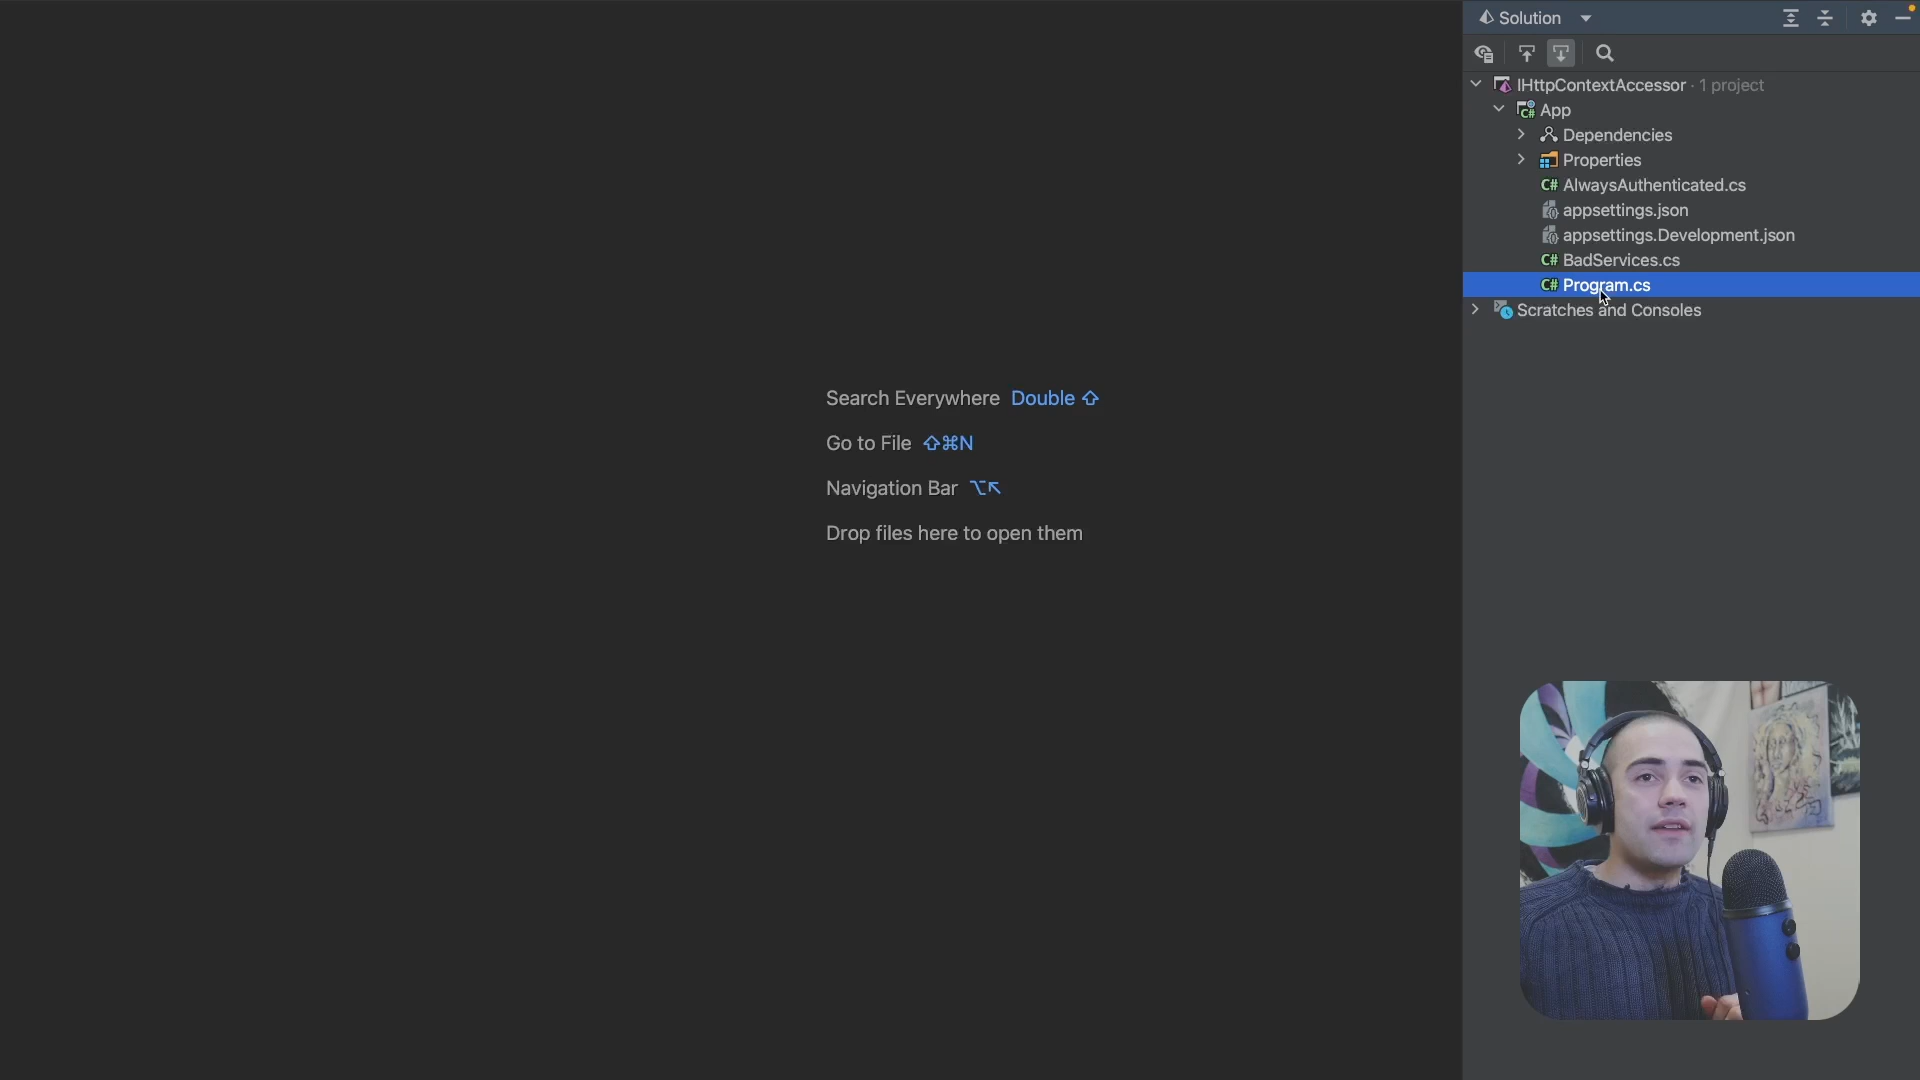 Solution
IHttpContextAccessor · 1 project
App
Dependencies
Properties
C# AlwaysAuthenticated.cs
appsettings.json
appsettings.Development.json
C# BadServices.cs
C# Program.cs
Scratches and Consoles
Search Everywhere Double ⇧
Go to File ⇧⌘N
Navigation Bar ⌥↖
Drop files here to open them